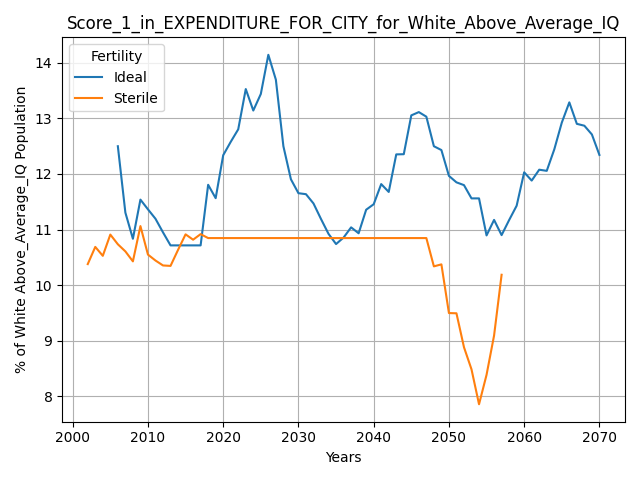 Score_1_in_EXPENDITURE_FOR_CITY_for_White_Above_Average_IQ
Fertility
Ideal
Sterile
% of White Above_Average_IQ Population
14
13
12
11
10
9
8
2000 2010 2020 2030 2040 2050 2060 2070
Years